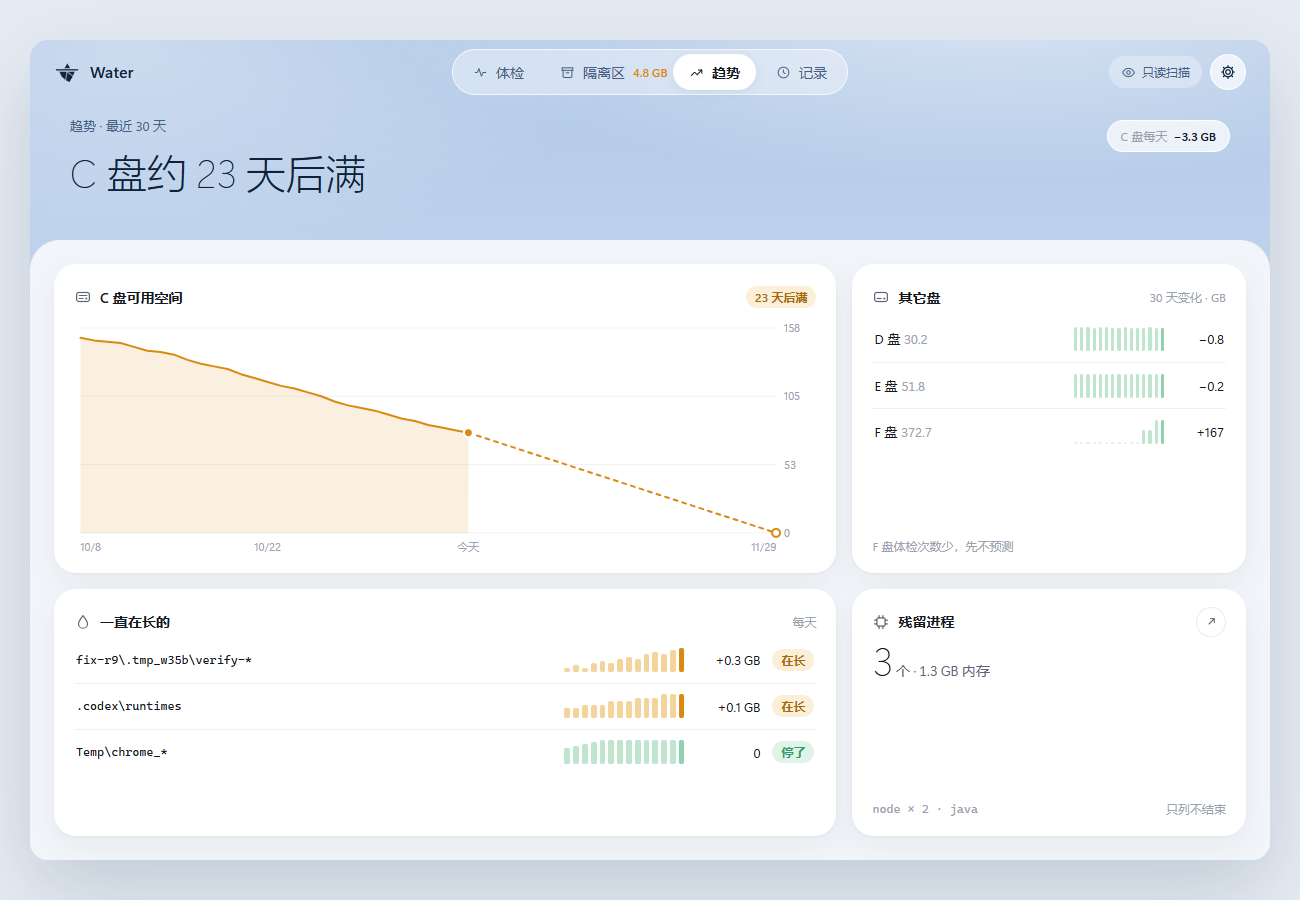 Water
体检
隔离区 4.8 GB
趋势
记录
只读扫描
趋势 · 最近 30 天
C 盘每天 −3.3 GB
C 盘约 23 天后满
C 盘可用空间
23 天后满
158
105
53
0
10/8
10/22
今天
11/29
其它盘
30 天变化 · GB
D 盘 30.2
−0.8
E 盘 51.8
−0.2
F 盘 372.7
+167
F 盘体检次数少，先不预测
一直在长的
每天
fix-r9\.tmp_w35b\verify-*
+0.3 GB
在长
.codex\runtimes
+0.1 GB
在长
Temp\chrome_*
0
停了
残留进程
3 个 · 1.3 GB 内存
node × 2 · java
只列不结束